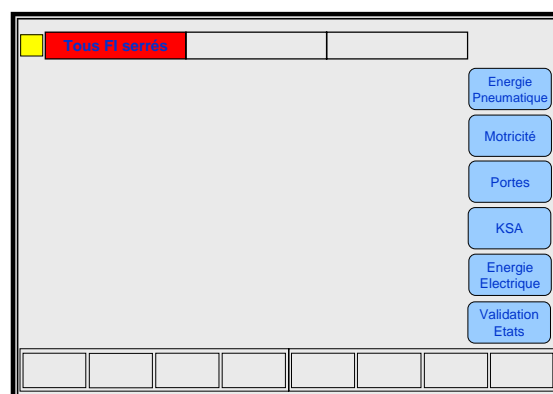 Tous FI serrés
Energie
Pneumatique
Motricité
Portes
KSA
Energie
Electrique
Validation
Etats